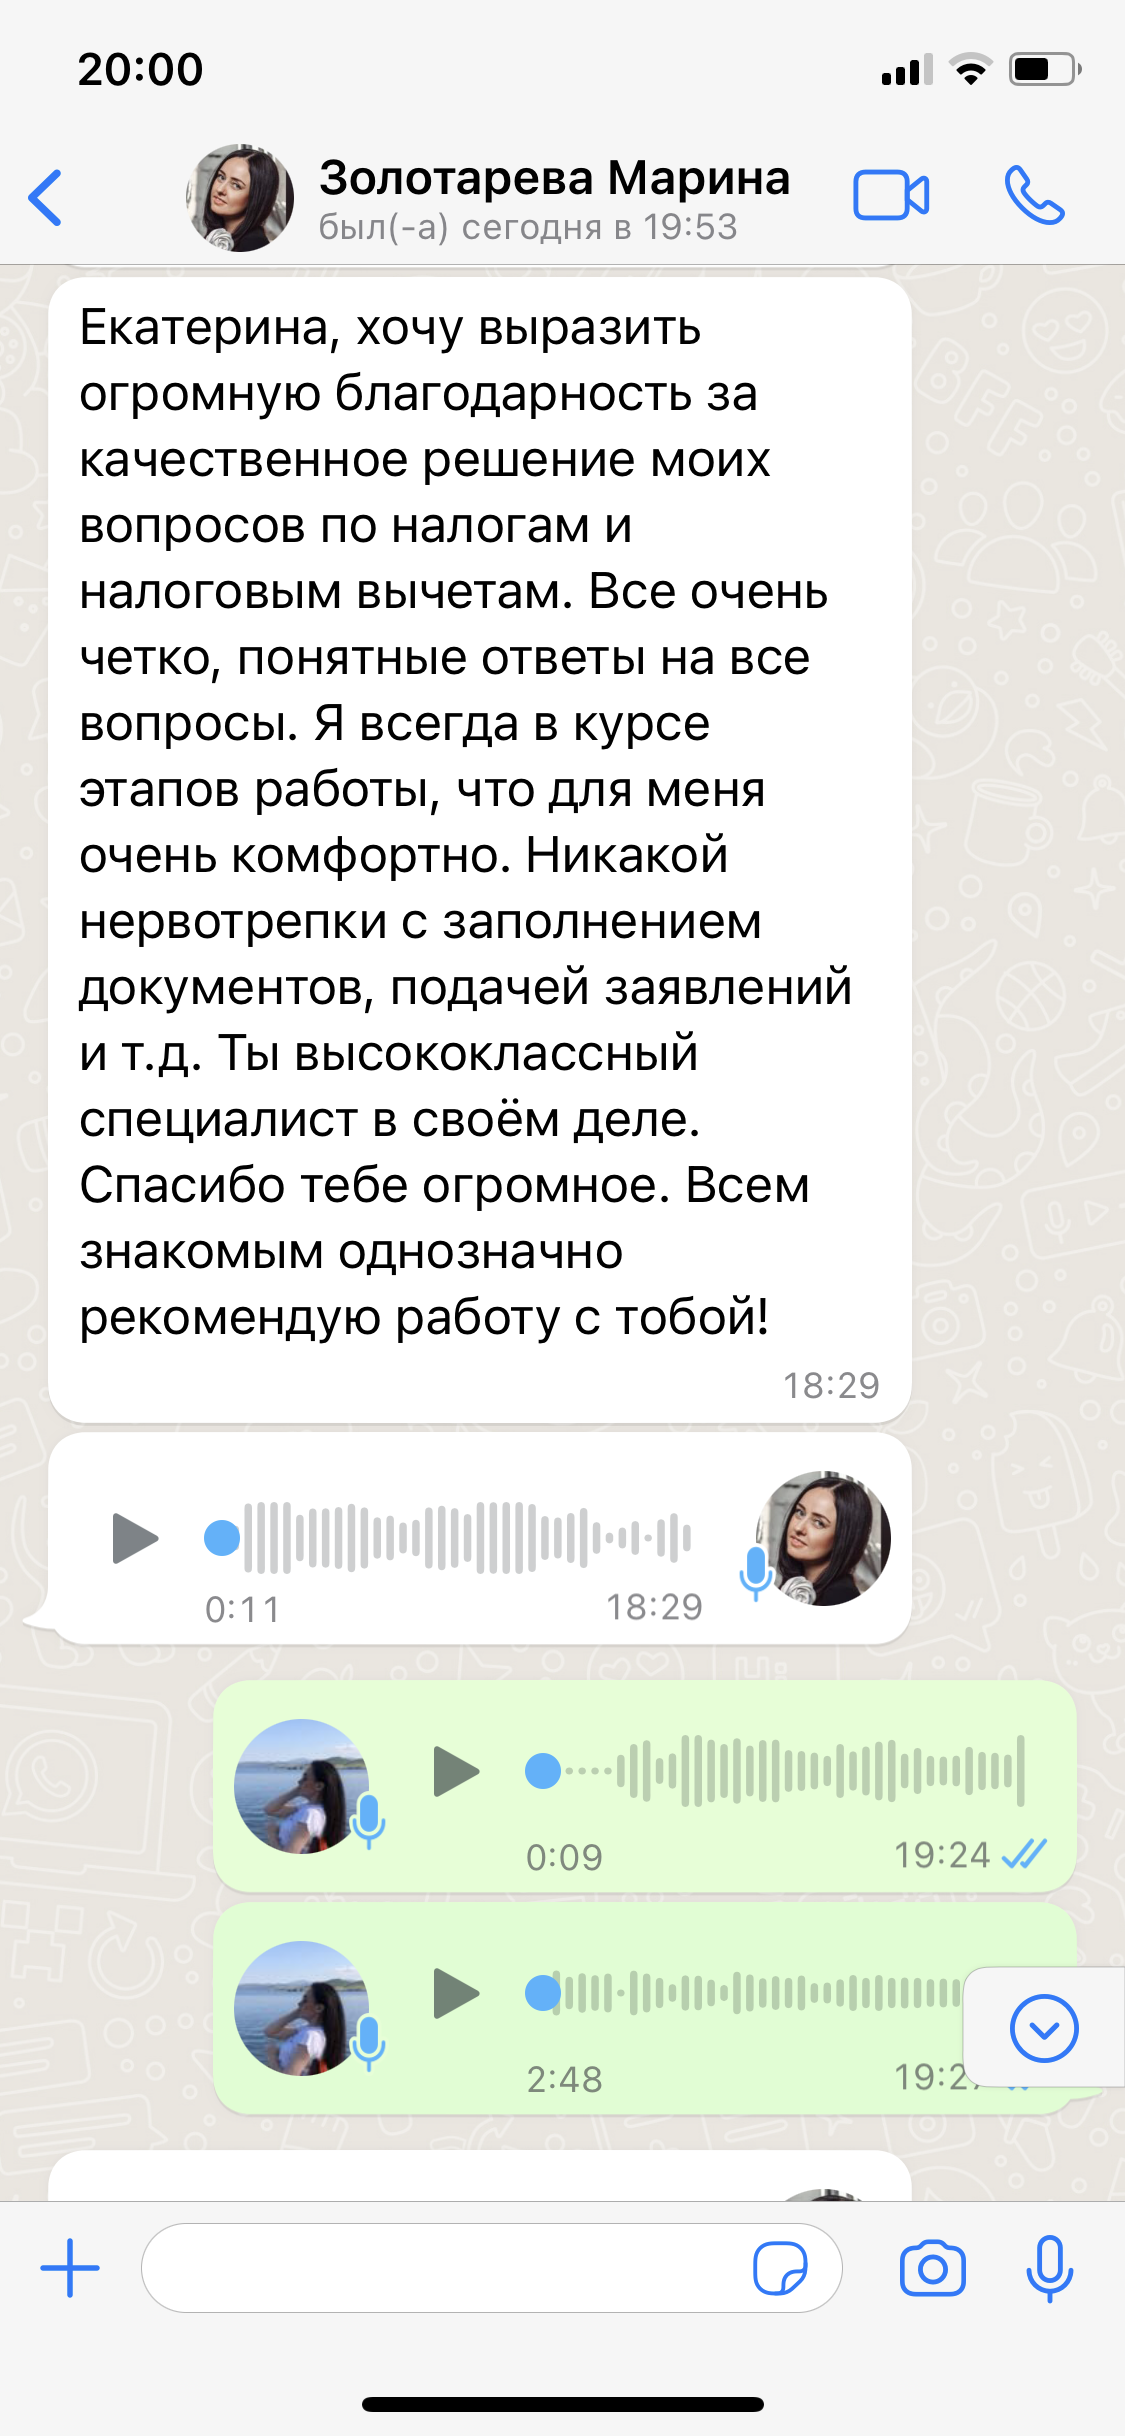 20:00
Золотарева Марина
был(-а) сегодня в 19:53
Екатерина, хочу выразить
огромную благодарность за
качественное решение моих
вопросов по налогам и
налоговым вычетам. Все очень
четко, понятные ответы на все
вопросы. Я всегда в курсе
этапов работы, что для меня
очень комфортно. Никакой
нервотрепки с заполнением
документов, подачей заявлений
и т.д. Ты высококлассный
специалист в своём деле.
Спасибо тебе огромное. Всем
знакомым однозначно
рекомендую работу с тобой!
18:29
0:11
18:29
0:09
19:24
2:48